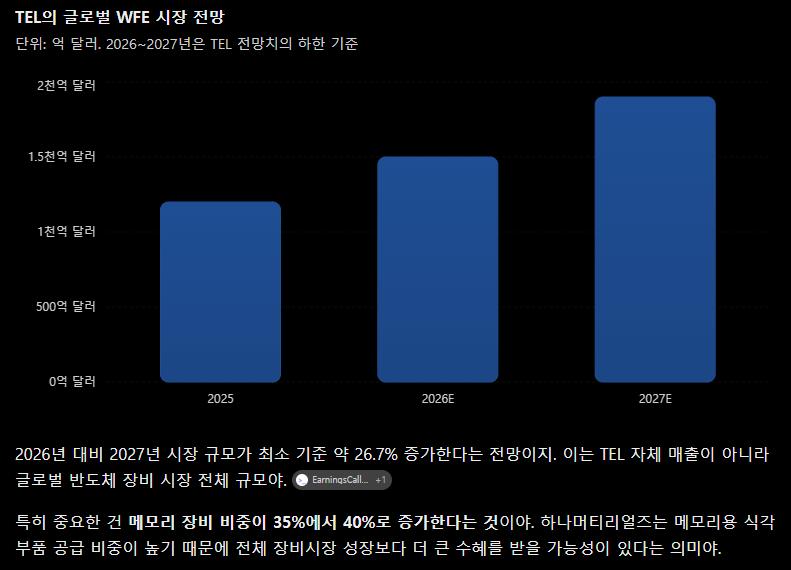 TEL의 글로벌 WFE 시장 전망
단위: 억 달러. 2026~2027년은 TEL 전망치의 하한 기준
2천억 달러
1.5천억 달러
1천억 달러
500억 달러
0억 달러
2025
2026E
2027E
2026년 대비 2027년 시장 규모가 최소 기준 약 26.7% 증가한다는 전망이지. 이는 TEL 자체 매출이 아니라
글로벌 반도체 장비 시장 전체 규모야. EarningsCall... +1
특히 중요한 건 메모리 장비 비중이 35%에서 40%로 증가한다는 것이야. 하나머티리얼즈는 메모리용 식각
부품 공급 비중이 높기 때문에 전체 장비시장 성장보다 더 큰 수혜를 받을 가능성이 있다는 의미야.